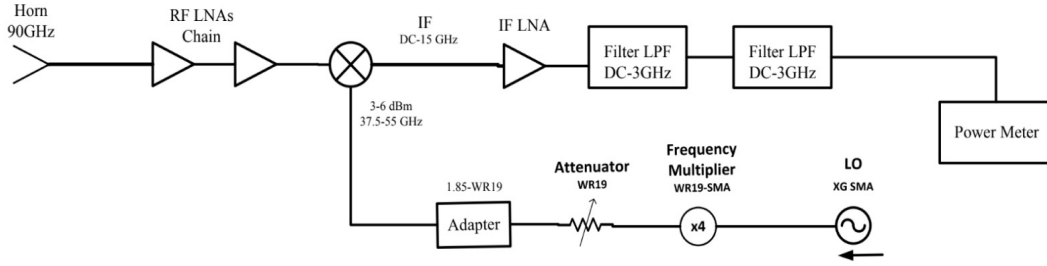 Horn
90GHz
RF LNAs
Chain
IF
DC-15 GHz
IF LNA
Filter LPF
DC-3GHz
Filter LPF
DC-3GHz
Power Meter
3-6 dBm
37.5-55 GHz
1.85-WR19
Adapter
Attenuator
WR19
Frequency
Multiplier
WR19-SMA
x4
LO
XG SMA